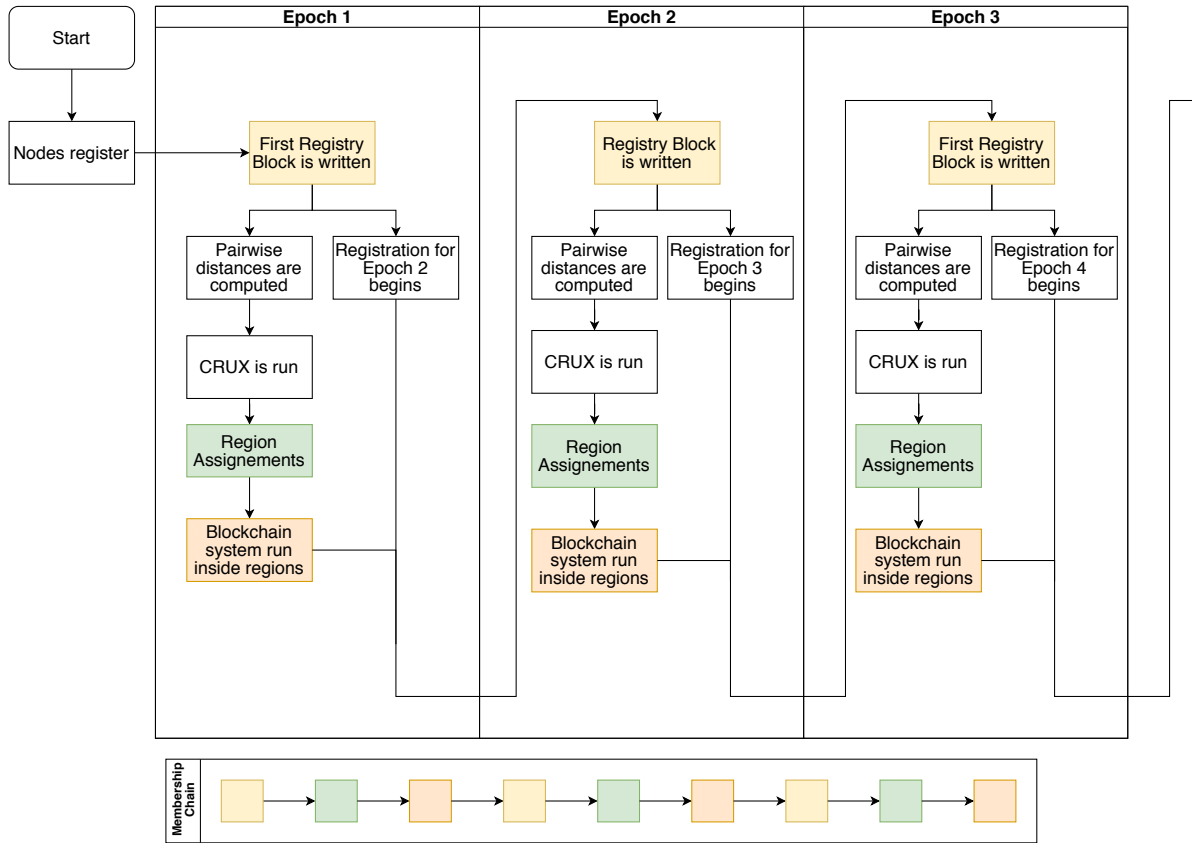 Start
Nodes register
Epoch 1
First Registry
Block is written
Pairwise
distances are
computed
Registration for
Epoch 2
begins
CRUX is run
Region
Assignements
Blockchain
system run
inside regions
Epoch 2
Registry Block
is written
Pairwise
distances are
computed
Registration for
Epoch 3
begins
CRUX is run
Region
Assignements
Blockchain
system run
inside regions
Epoch 3
First Registry
Block is written
Pairwise
distances are
computed
Registration for
Epoch 4
begins
CRUX is run
Region
Assignements
Blockchain
system run
inside regions
Membership
Chain